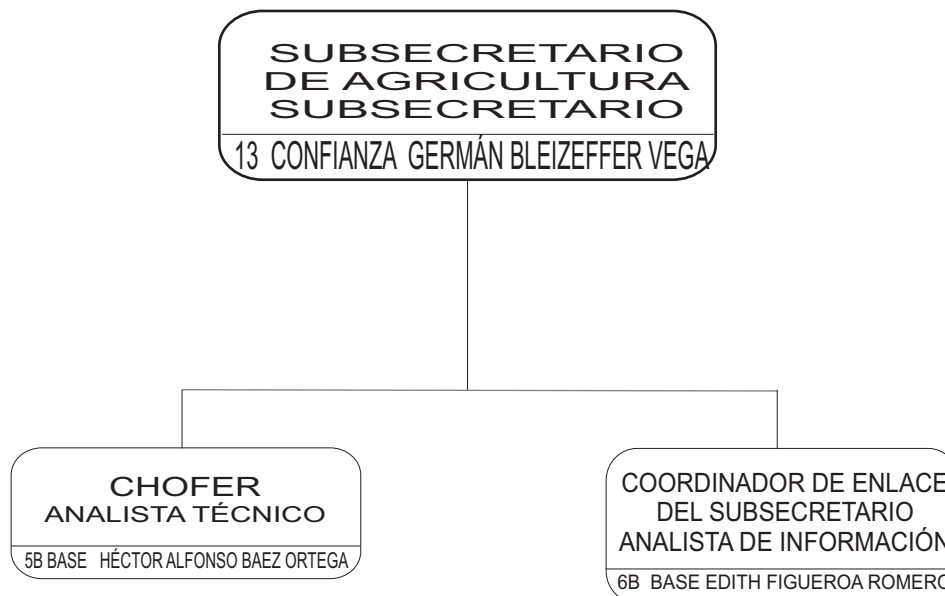 SUBSECRETARIO
DE AGRICULTURA
SUBSECRETARIO
13 CONFIANZA GERMÁN BLEIZEFFER VEGA
CHOFER
ANALISTA TÉCNICO
5B BASE HÉCTOR ALFONSO BAEZ ORTEGA
COORDINADOR DE ENLACE
DEL SUBSECRETARIO
ANALISTA DE INFORMACIÓN
6B BASE EDITH FIGUEROA ROMERO